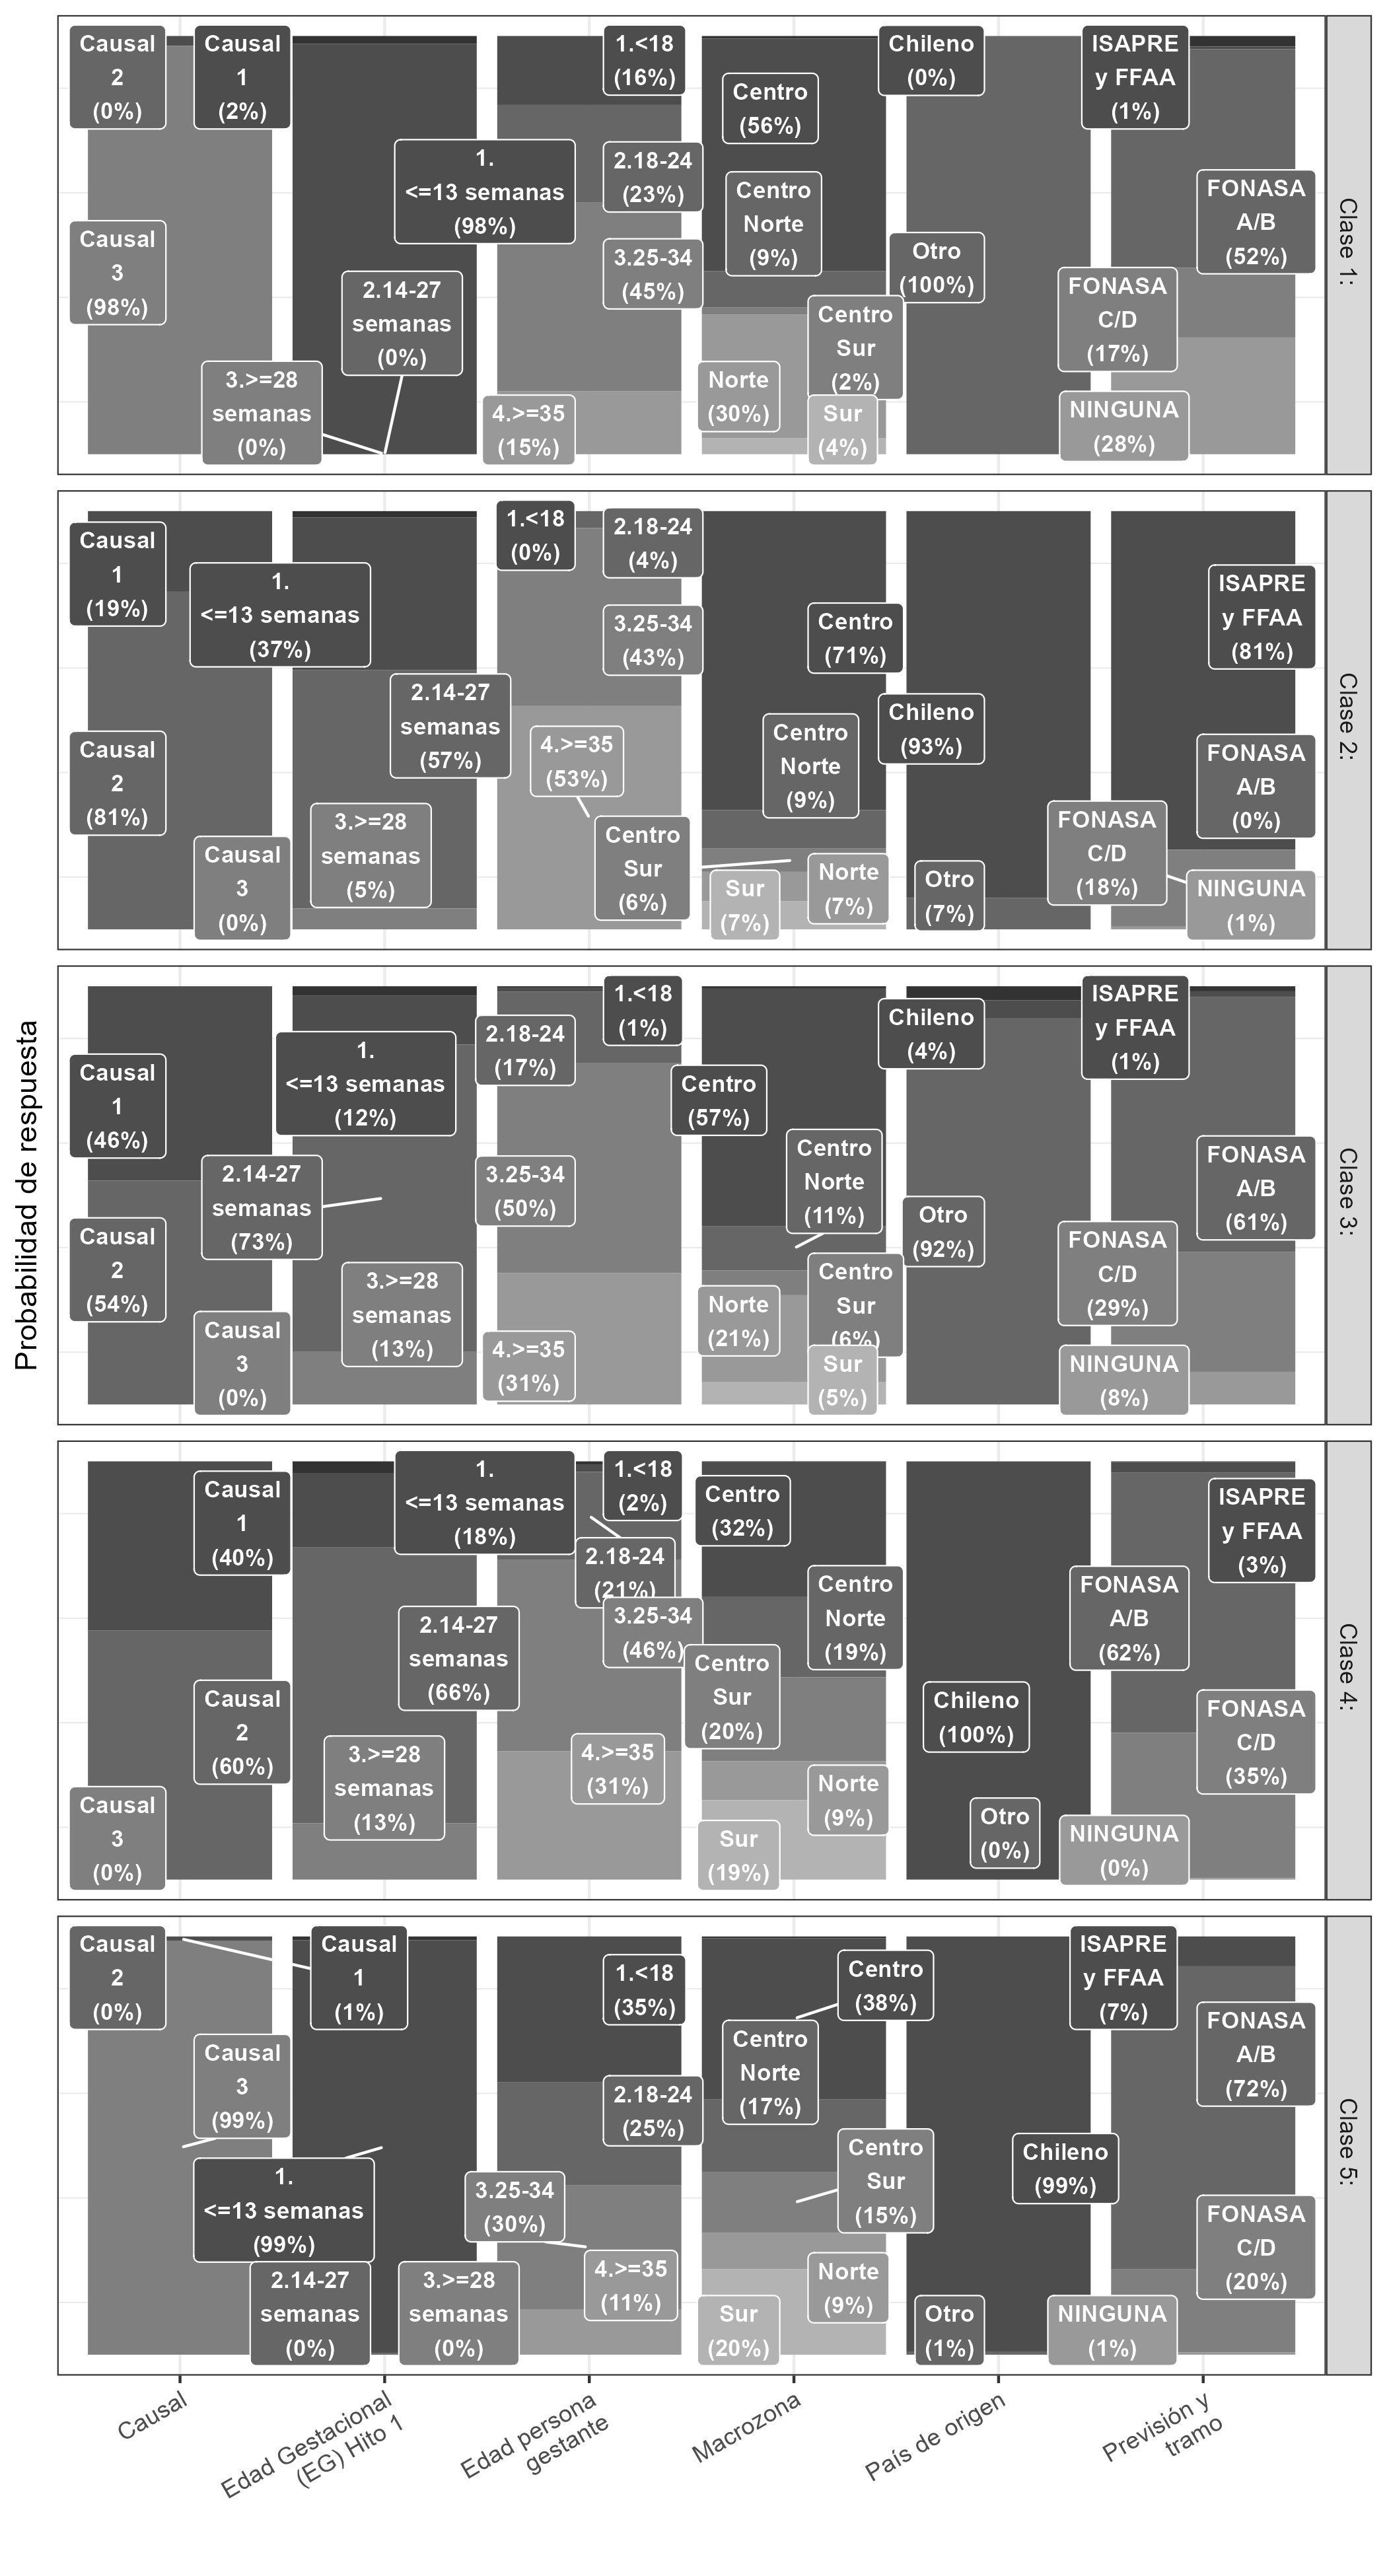 Causal
2
(0%)
Causal
1
(2%)
Causal
3
(98%)
1.
<=13 semanas
(98%)
2.14-27
semanas
(0%)
3.>=28
semanas
(0%)
1.<18
(16%)
2.18-24
(23%)
3.25-34
(45%)
4.>=35
(15%)
Centro
(56%)
Centro
Norte
(9%)
Centro
Sur
(2%)
Norte
(30%)
Sur
(4%)
Chileno
(0%)
Otro
(100%)
ISAPRE
y FFAA
(1%)
FONASA
A/B
(52%)
FONASA
C/D
(17%)
NINGUNA
(28%)
Clase 1:
Causal
1
(19%)
Causal
2
(81%)
Causal
3
(0%)
1.
<=13 semanas
(37%)
2.14-27
semanas
(57%)
3.>=28
semanas
(5%)
1.<18
(0%)
2.18-24
(4%)
3.25-34
(43%)
4.>=35
(53%)
Centro
(71%)
Centro
Norte
(9%)
Centro
Sur
(6%)
Norte
(7%)
Sur
(7%)
Chileno
(93%)
Otro
(7%)
ISAPRE
y FFAA
(81%)
FONASA
A/B
(0%)
FONASA
C/D
(18%)
NINGUNA
(1%)
Clase 2:
Probabilidad de respuesta
Causal
1
(46%)
Causal
2
(54%)
Causal
3
(0%)
1.
<=13 semanas
(12%)
2.14-27
semanas
(73%)
3.>=28
semanas
(13%)
1.<18
(1%)
2.18-24
(17%)
3.25-34
(50%)
4.>=35
(31%)
Centro
(57%)
Centro
Norte
(11%)
Centro
Sur
(6%)
Norte
(21%)
Sur
(5%)
Chileno
(4%)
Otro
(92%)
ISAPRE
y FFAA
(1%)
FONASA
A/B
(61%)
FONASA
C/D
(29%)
NINGUNA
(8%)
Clase 3:
Causal
1
(40%)
Causal
2
(60%)
Causal
3
(0%)
1.
<=13 semanas
(18%)
2.14-27
semanas
(66%)
3.>=28
semanas
(13%)
1.<18
(2%)
2.18-24
(21%)
3.25-34
(46%)
4.>=35
(31%)
Centro
(32%)
Centro
Norte
(19%)
Centro
Sur
(20%)
Norte
(9%)
Sur
(19%)
Chileno
(100%)
Otro
(0%)
ISAPRE
y FFAA
(3%)
FONASA
A/B
(62%)
FONASA
C/D
(35%)
NINGUNA
(0%)
Clase 4:
Causal
2
(0%)
Causal
1
(1%)
Causal
3
(99%)
1.
<=13 semanas
(99%)
2.14-27
semanas
(0%)
3.>=28
semanas
(0%)
1.<18
(35%)
2.18-24
(25%)
3.25-34
(30%)
4.>=35
(11%)
Centro
(38%)
Centro
Norte
(17%)
Centro
Sur
(15%)
Norte
(9%)
Sur
(20%)
Chileno
(99%)
Otro
(1%)
ISAPRE
y FFAA
(7%)
FONASA
A/B
(72%)
FONASA
C/D
(20%)
NINGUNA
(1%)
Clase 5:
Causal
Edad Gestacional
(EG) Hito 1
Edad persona
gestante
Macrozona
País de origen
Previsión y
tramo